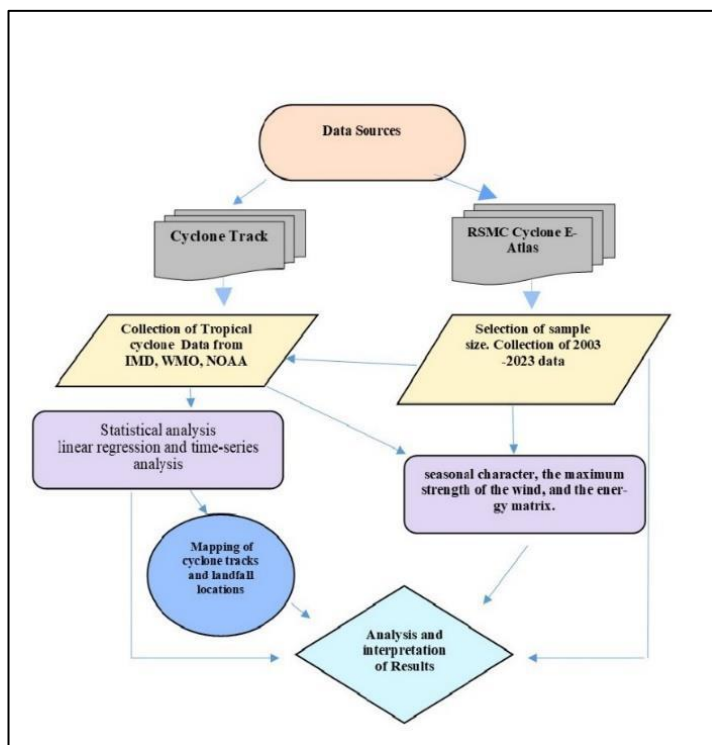 Data Sources
Cyclone Track
RSMC Cyclone E-
Atlas
Collection of Tropical
cyclone Data from
IMD, WMO, NOAA
Selection of sample
size. Collection of 2003
-2023 data
Statistical analysis
linear regression and time-series
analysis
seasonal character, the maximum
strength of the wind, and the ener-
gy matrix.
Mapping of
cyclone tracks
and landfall
locations
Analysis and
interpretation
of Results